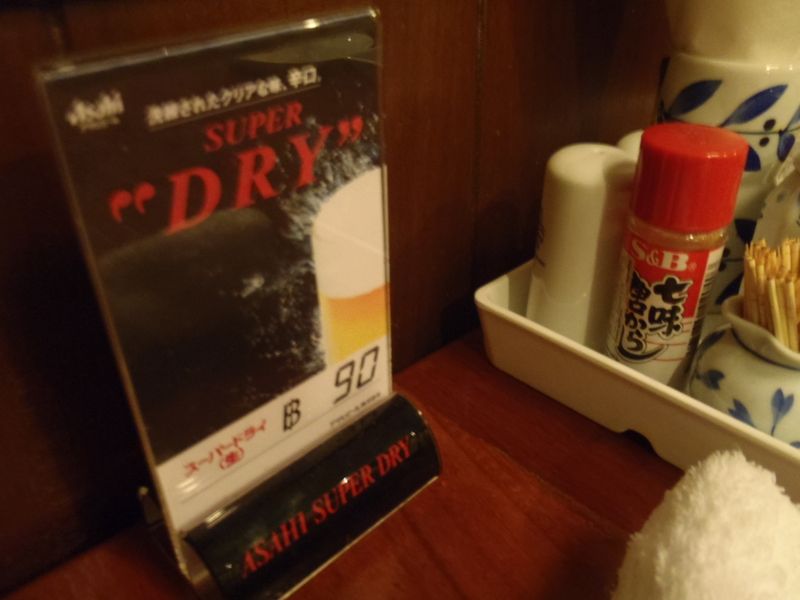 Asahi
洗練されたクリアな味、辛口。
SUPER
"DRY"
スーパードライ
(生)
B 90
ASAHI SUPER DRY
S&B®
七味
唐からし